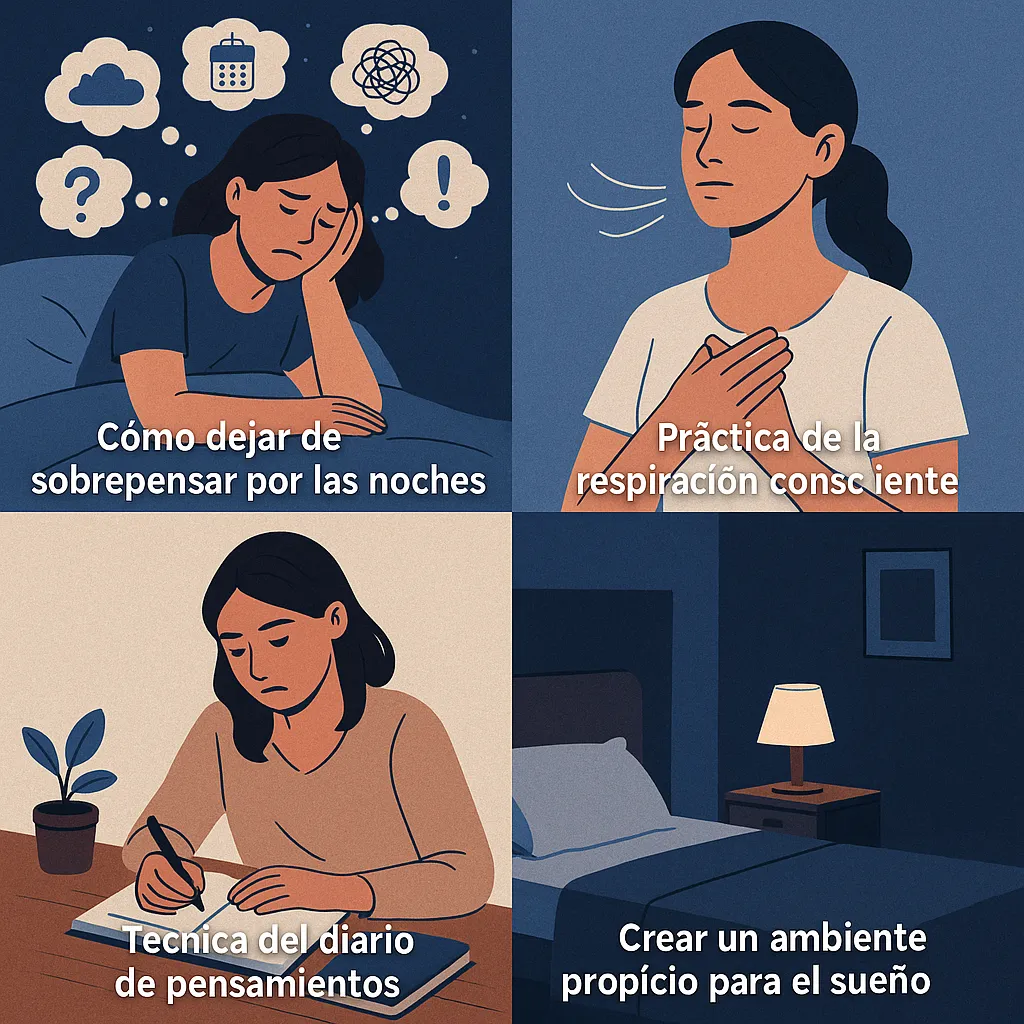 Cómo dejar de
sobrepensar por las noches
Prãctica de la
respiracíõn consc iente
Tecnica del diario
de pensamientos
Crear un ambiente
propício para el sueño